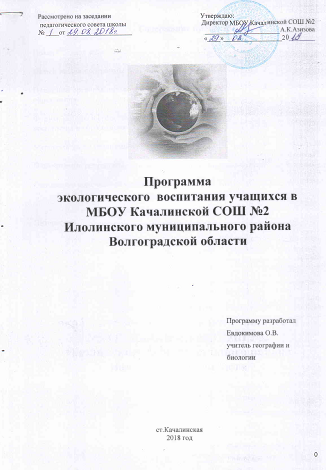 Рассмотрено на заседании
педагогического совета школы
№ 1 от 29.08.2018г
Утверждаю:
Директор МБОУ Качалинской СОШ №2
А.К.Азизова
« 29 » 08. 20 18
Программа
экологического воспитания учащихся в
МБОУ Качалинской СОШ №2
Илолинского муниципального района
Волгоградской области
Программу разработал
Евдокимова О.В.
учитель географии и
биологии
ст.Качалинская
2018 год
0